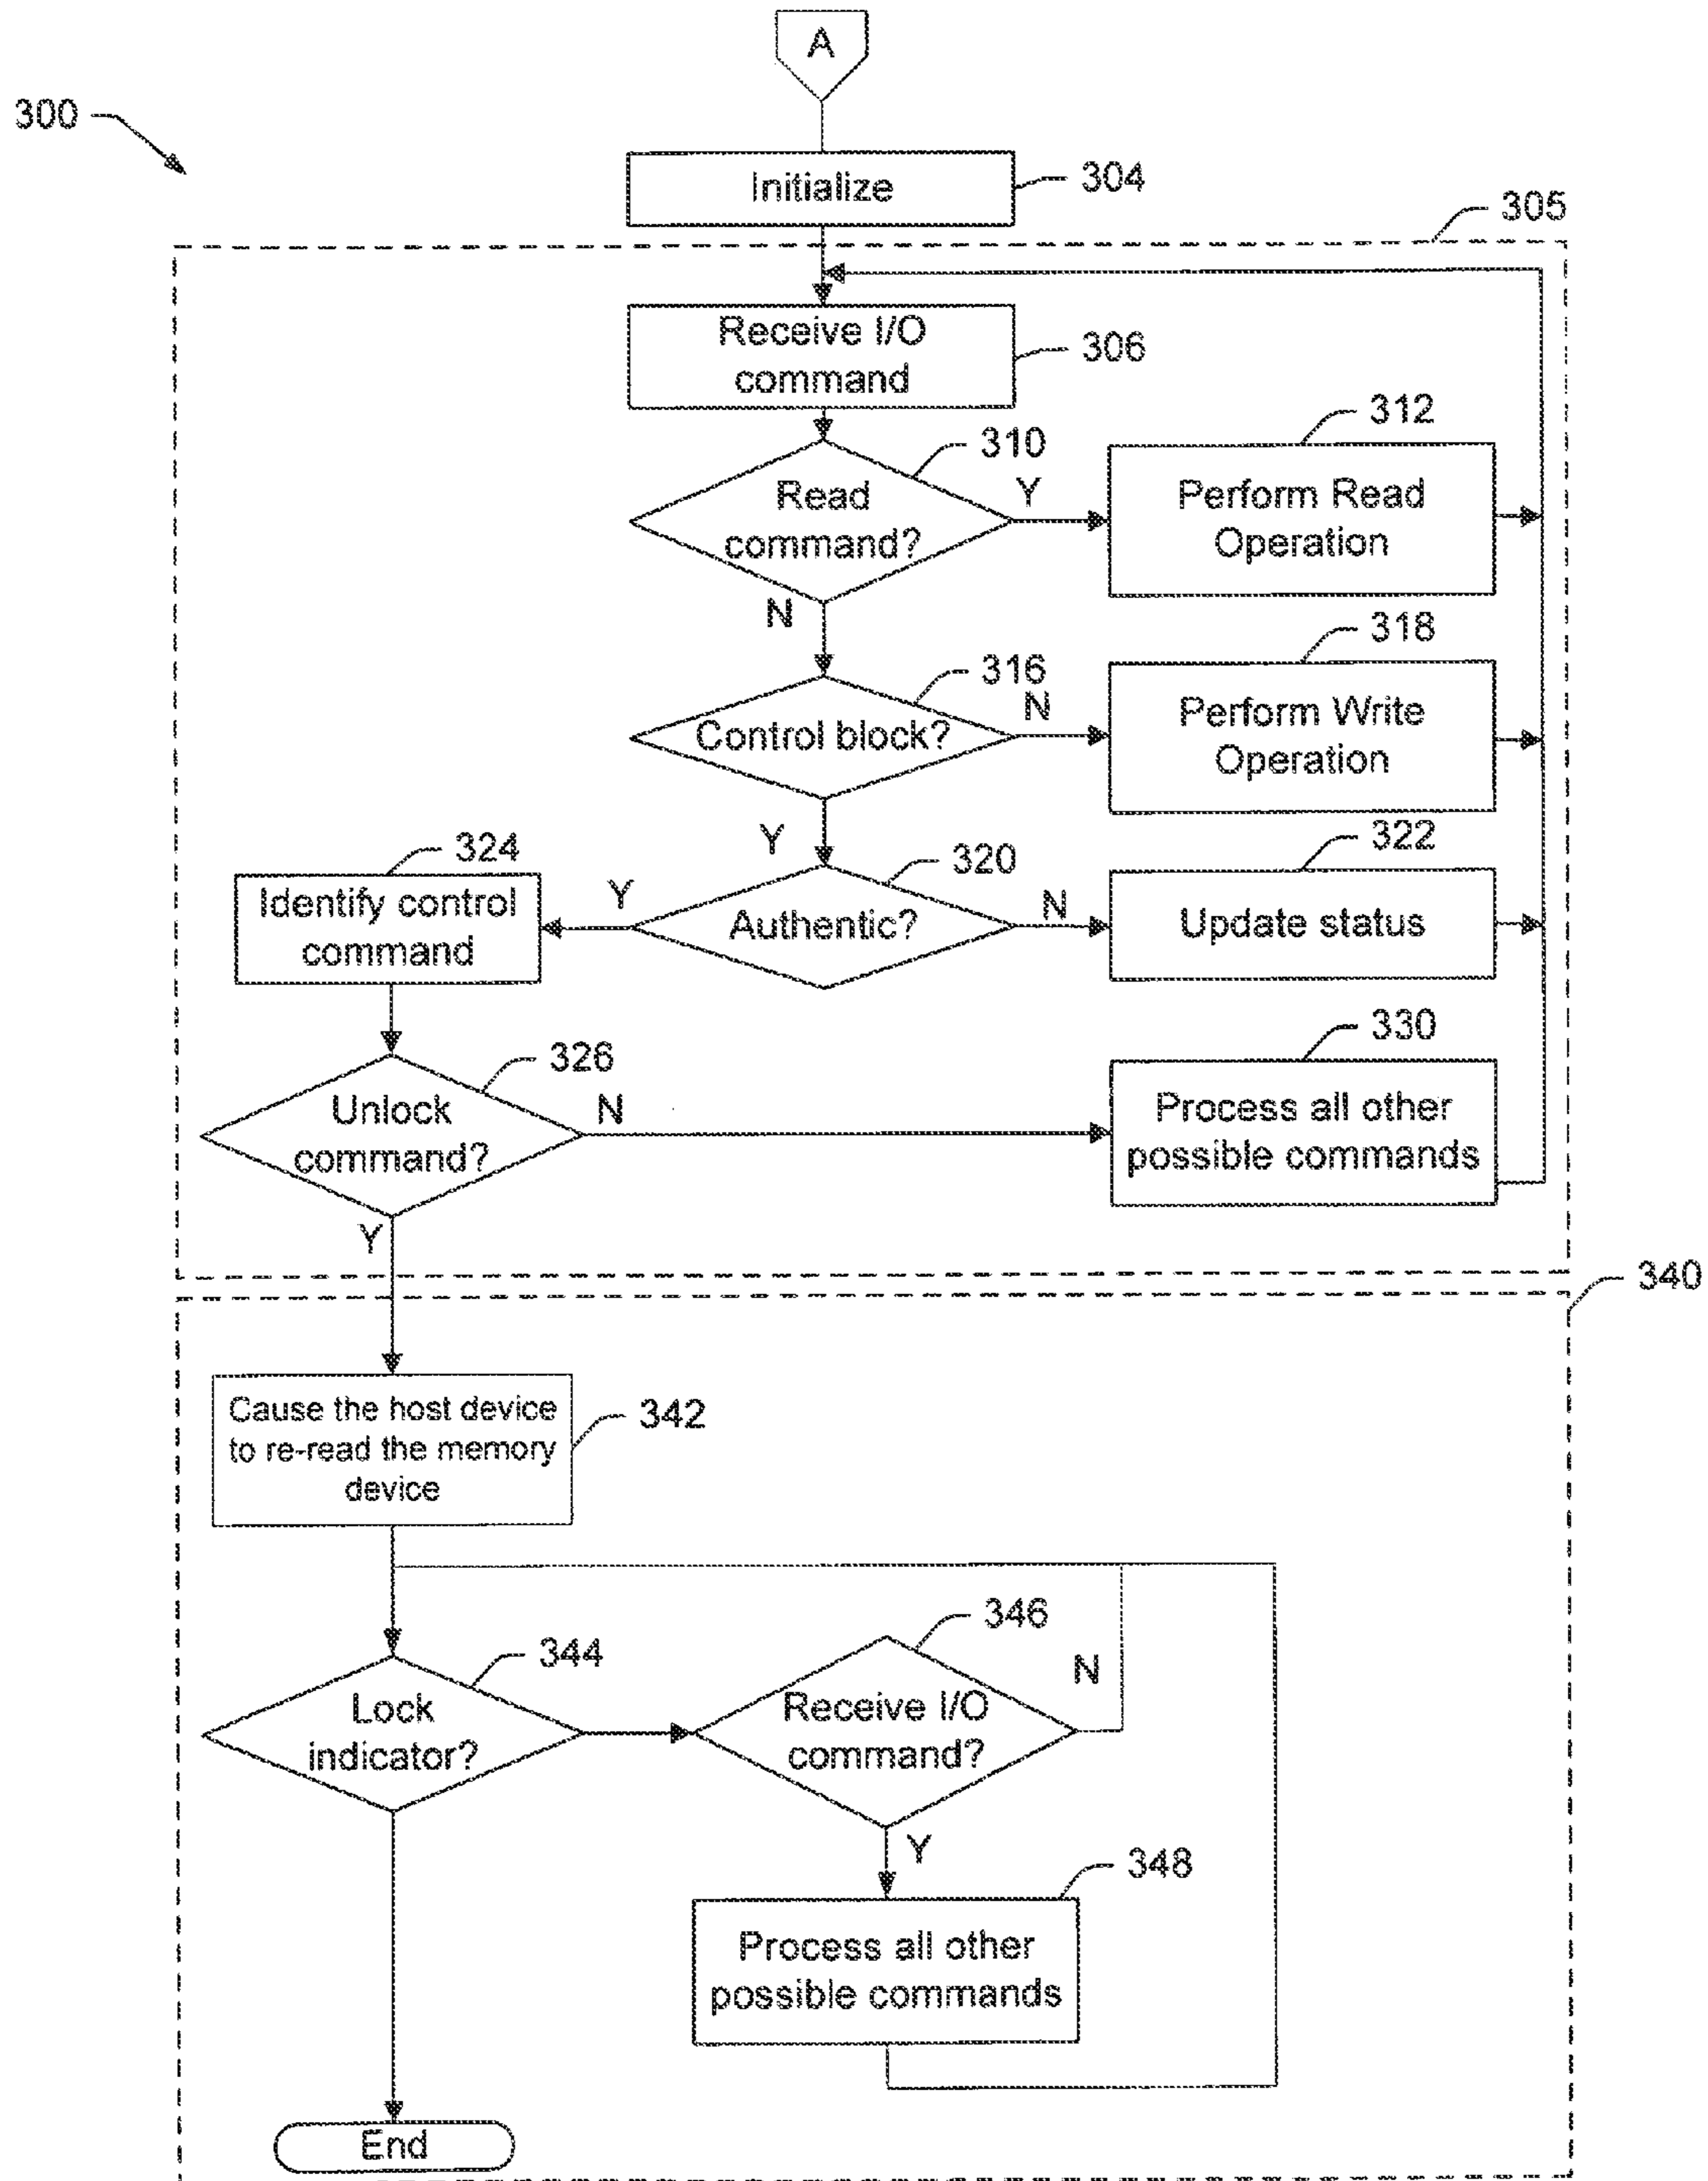 A
300
Initialize
304
305
Receive I/O
command
306
310
Read
command?
Y
N
312
Perform Read
Operation
316
Control block?
N
Y
318
Perform Write
Operation
320
Authentic?
Y
N
322
Update status
324
Identify control
command
326
Unlock
command?
N
Y
330
Process all other
possible commands
340
Cause the host device
to re-read the memory
device
342
344
Lock
indicator?
346
Receive I/O
command?
N
Y
348
Process all other
possible commands
End